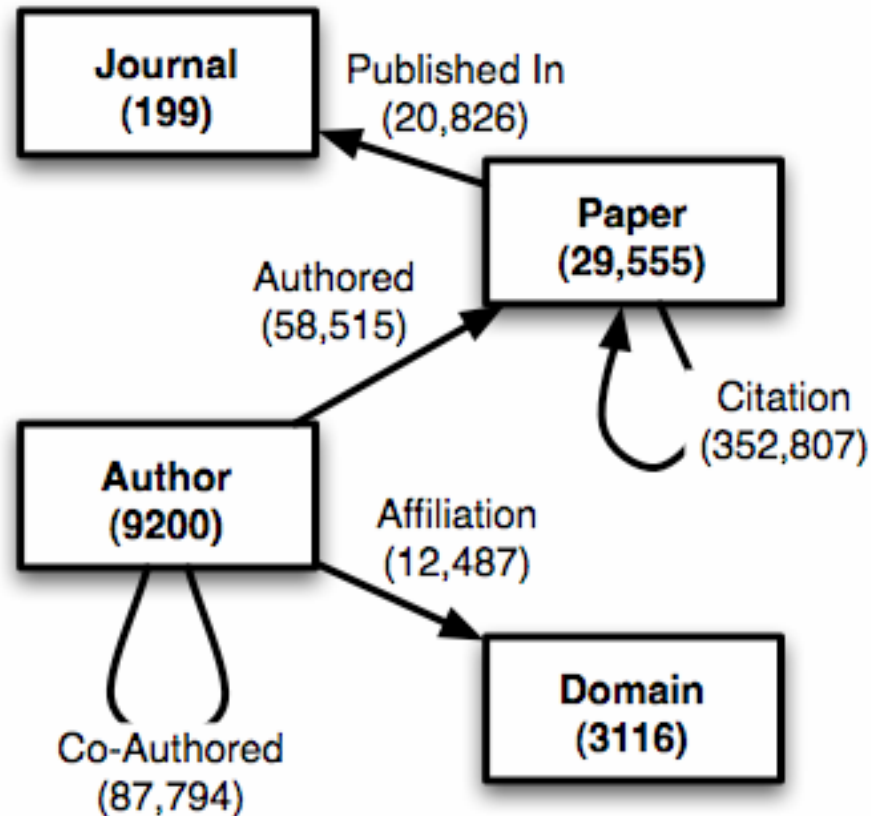 Journal
(199)
Published In
(20,826)
Paper
(29,555)
Authored
(58,515)
Citation
(352,807)
Author
(9200)
Affiliation
(12,487)
Domain
(3116)
Co-Authored
(87,794)